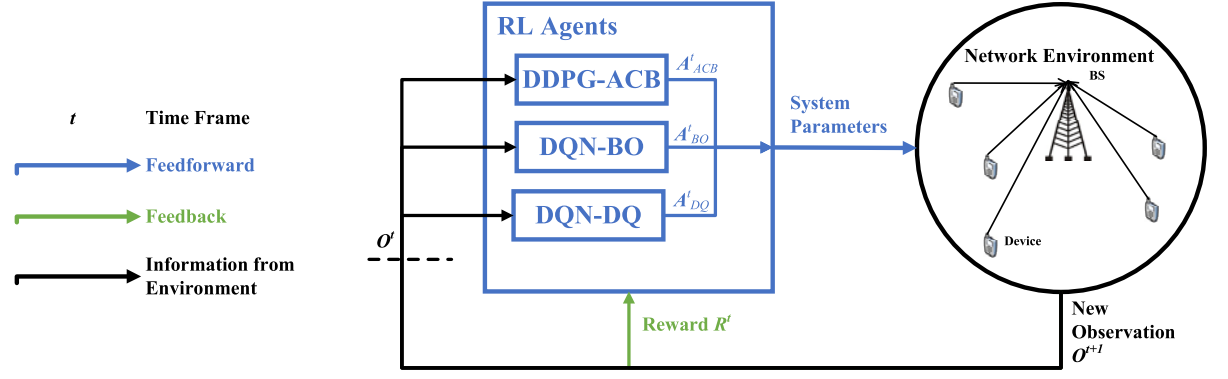 t Time Frame
Feedforward
Feedback
Information from
Environment
RL Agents
DDPG-ACB
DQN-BO
DQN-DQ
A^t_ACB
A^t_BO
A^t_DQ
O^t
Reward R^t
System
Parameters
Network Environment
BS
Device
New
Observation
O^t+1